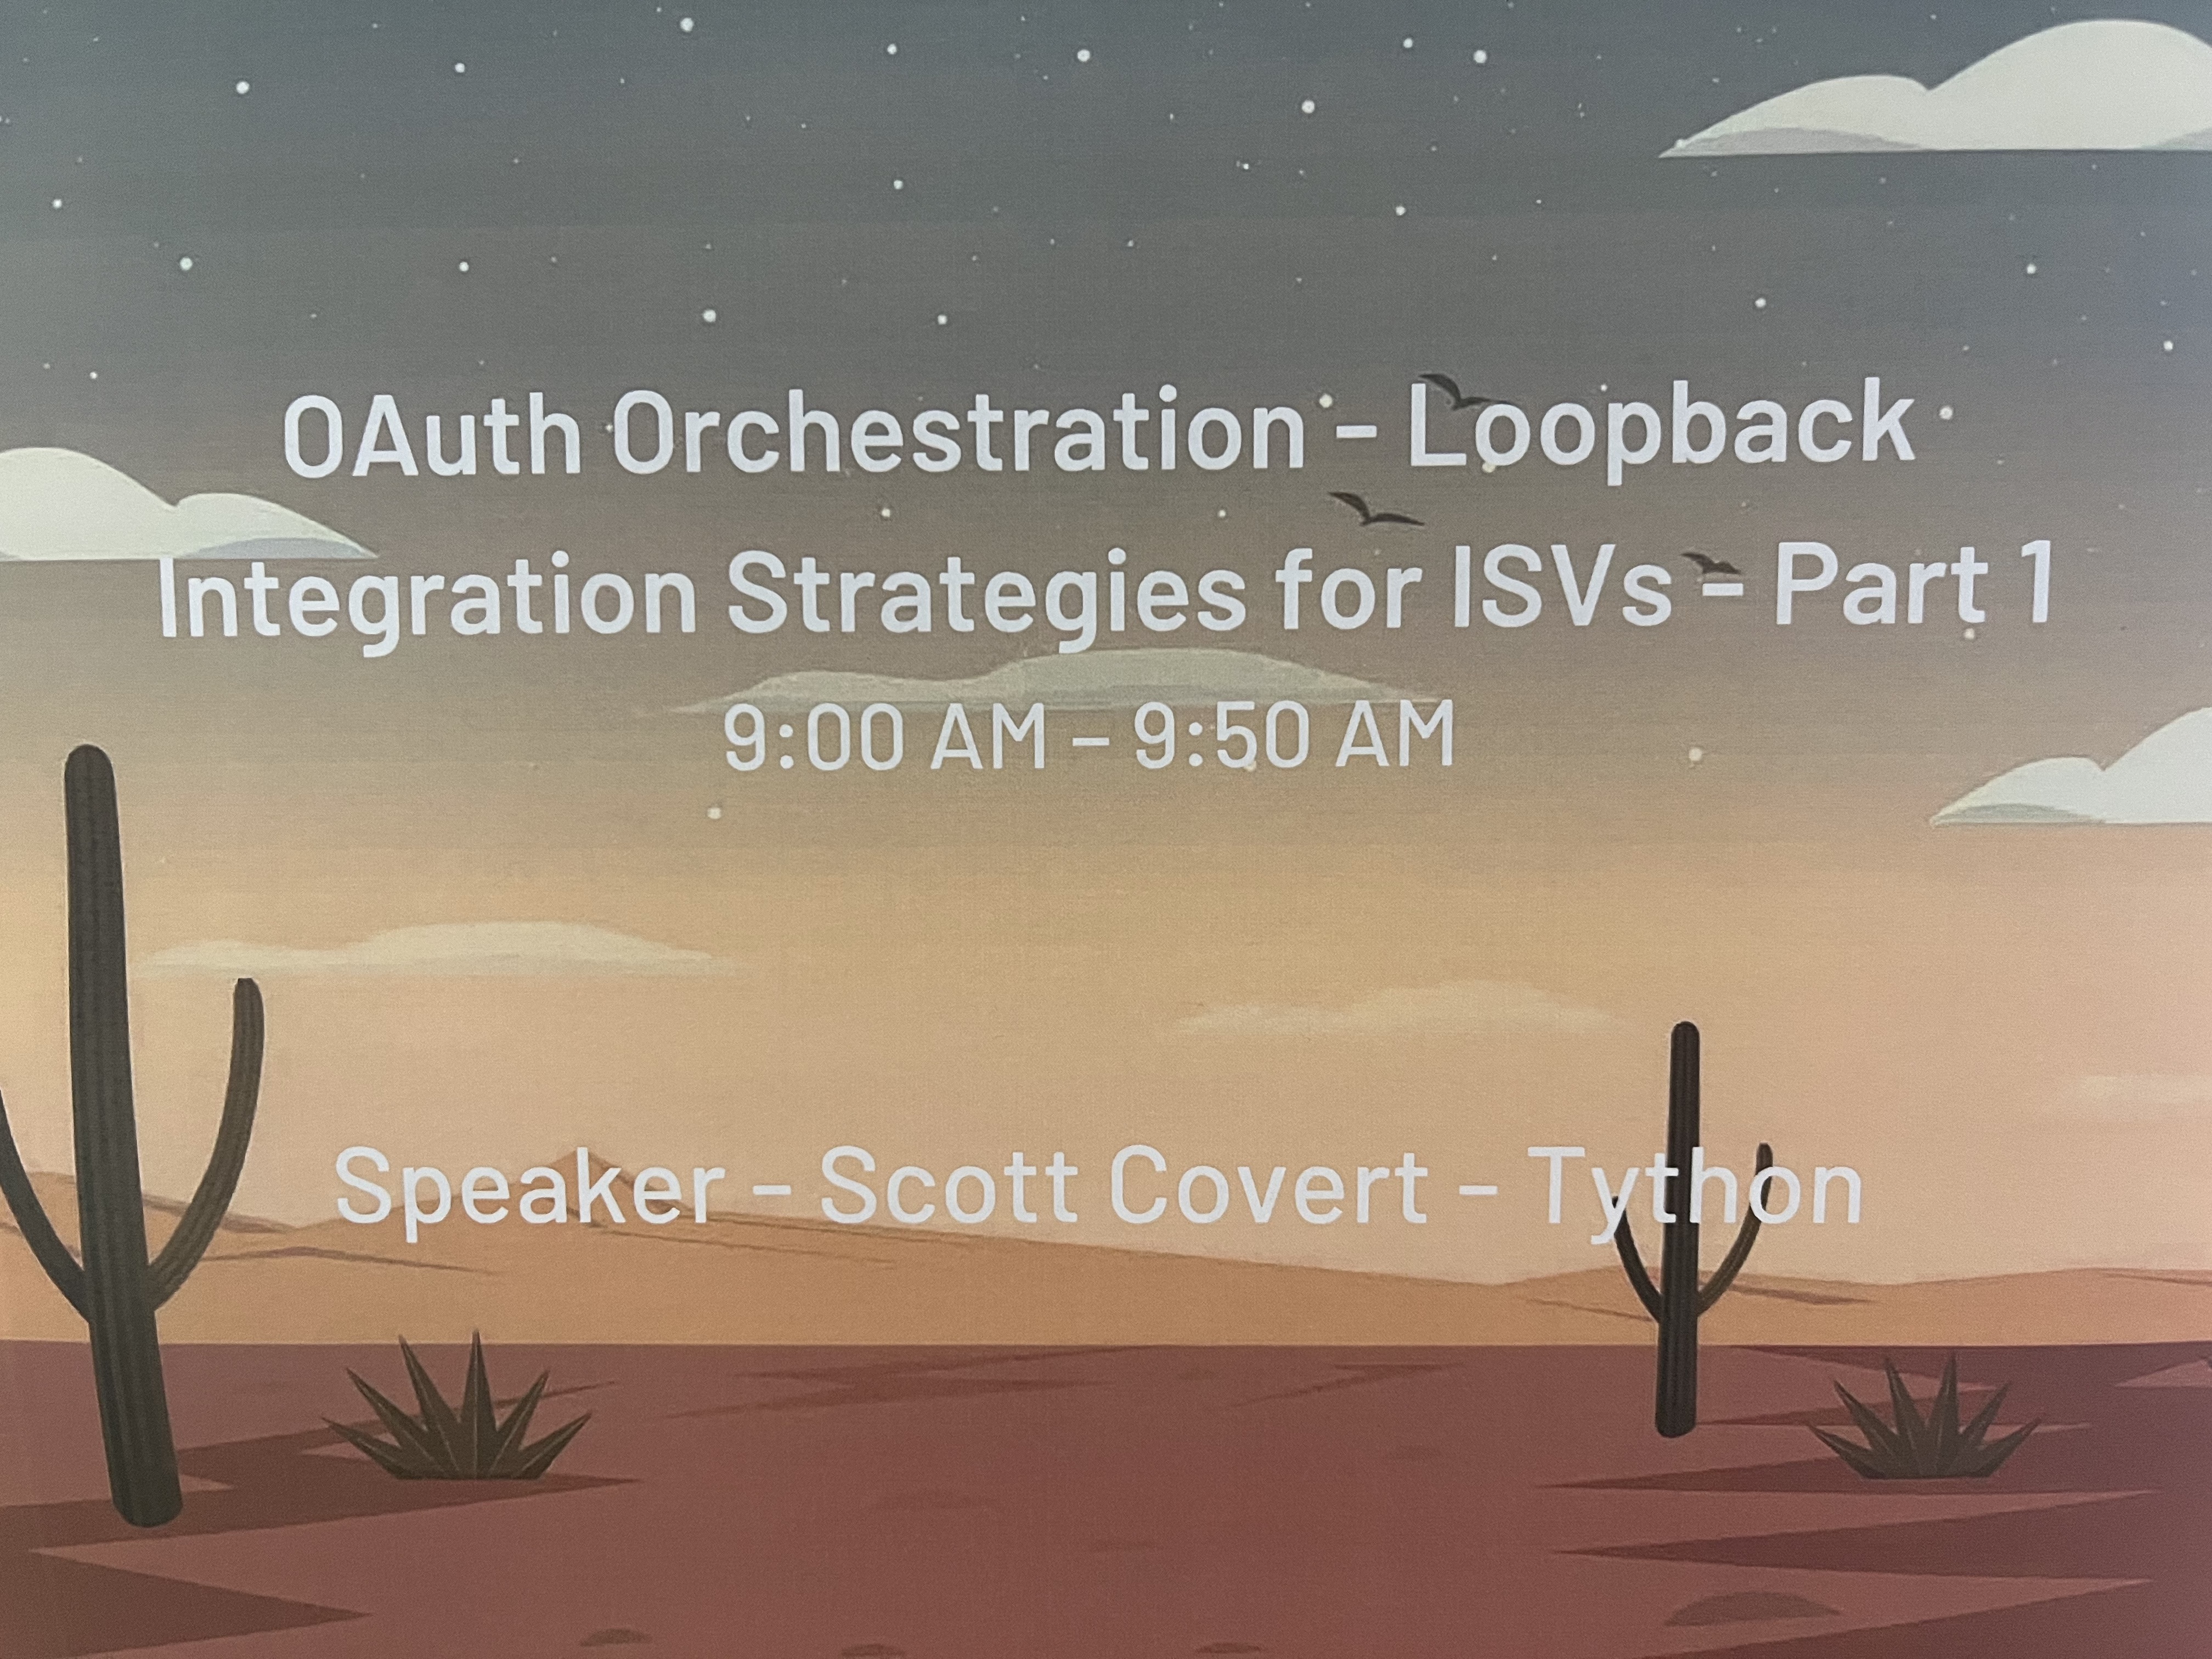 OAuth Orchestration - Loopback
Integration Strategies for ISVs - Part 1
9:00 AM – 9:50 AM
Speaker - Scott Covert - Tython